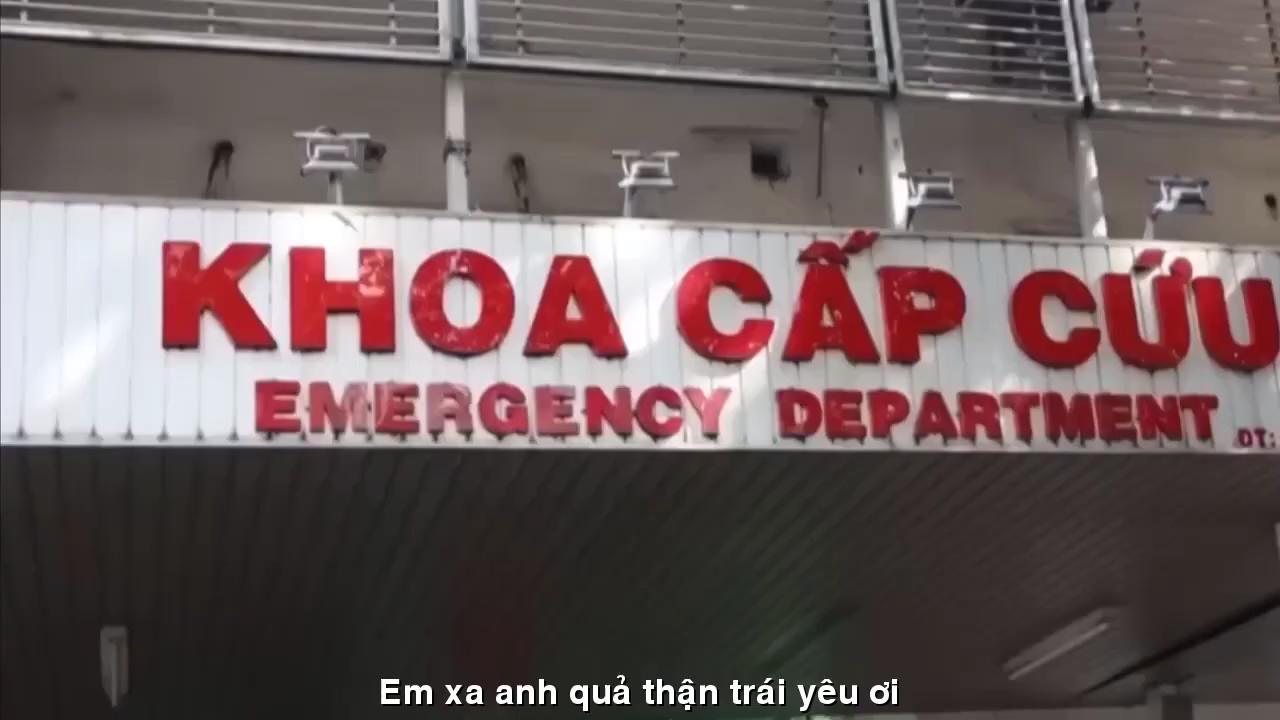 KHOA CẤP CỨU
EMERGENCY DEPARTMENT
ĐT:
Em xa anh quả thận trái yêu ơi